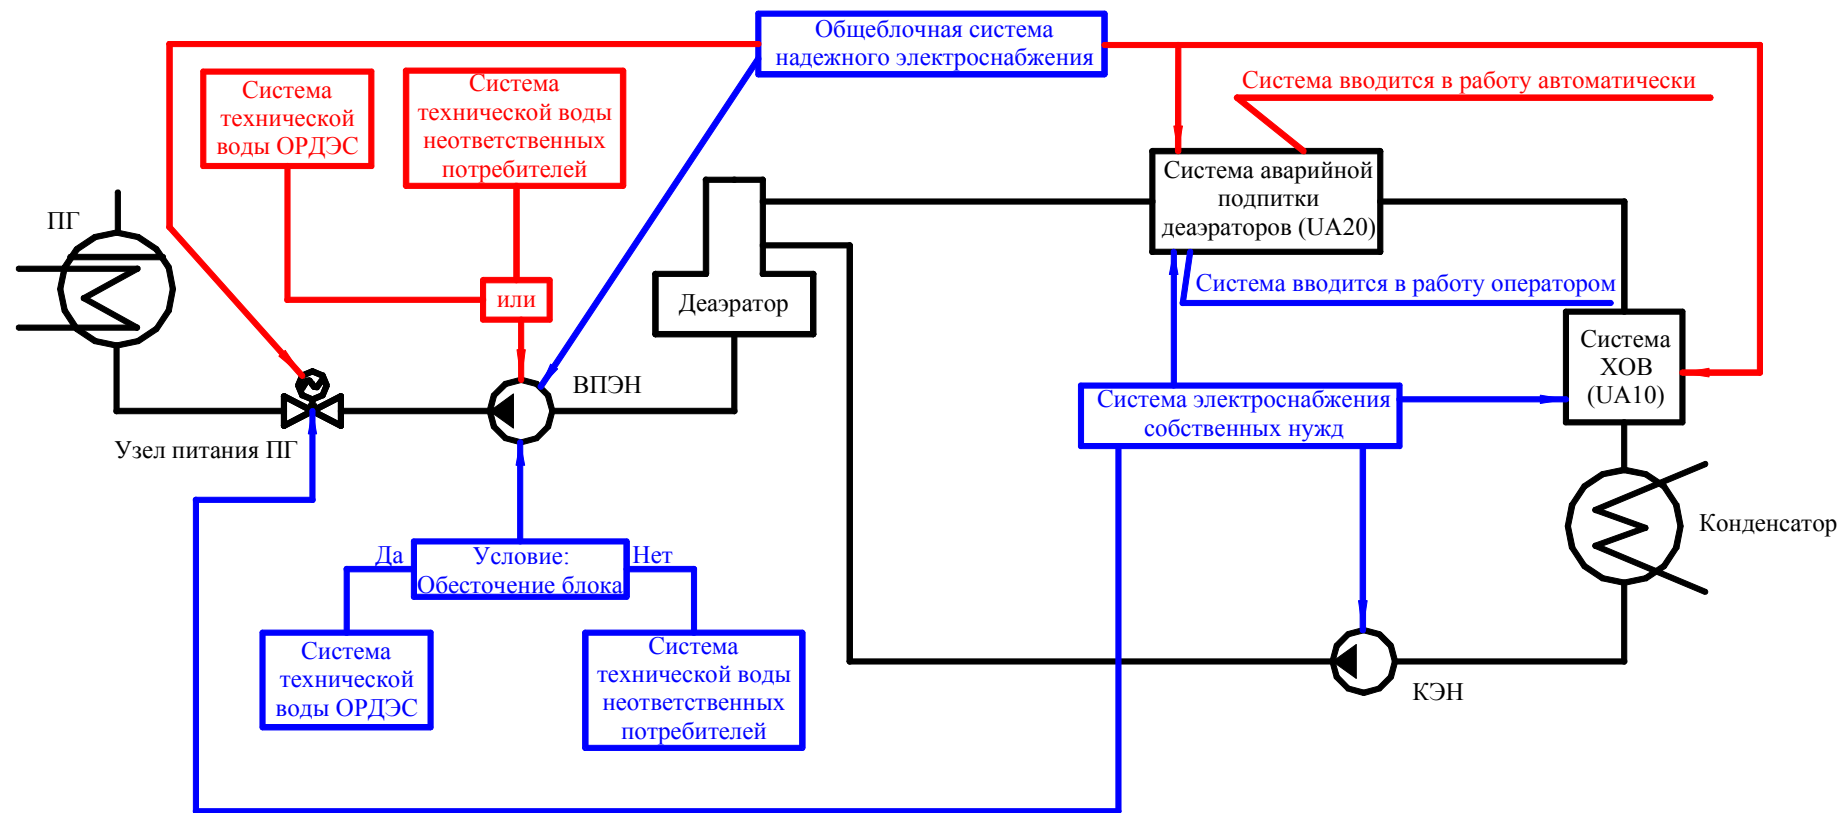 Общеблочная система
надежного электроснабжения
Система вводится в работу автоматически
Система
технической
воды ОРДЭС
Система
технической воды
неответственных
потребителей
Система аварийной
подпитки
деаэраторов (UA20)
ПГ
или
Деаэратор
Система вводится в работу оператором
Система
ХОВ
(UA10)
ВПЭН
Система электроснабжения
собственных нужд
Узел питания ПГ
Конденсатор
Да
Условие:
Обесточение блока
Нет
Система
технической
воды ОРДЭС
Система
технической воды
неответственных
потребителей
КЭН